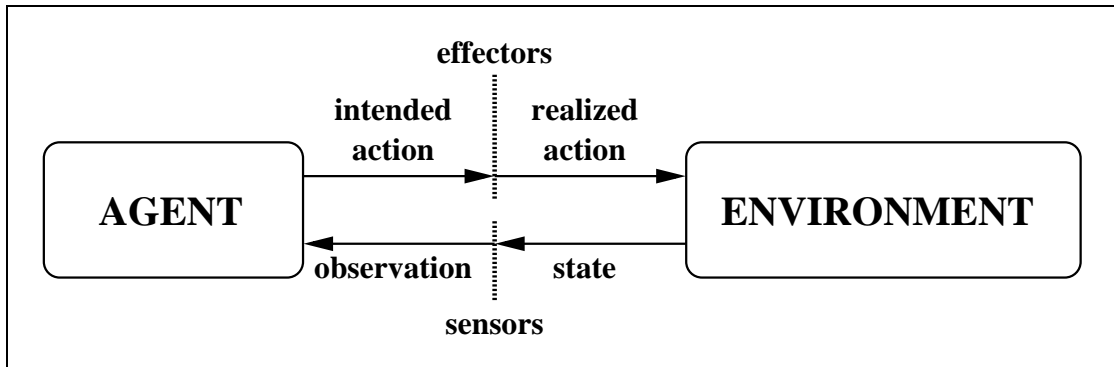 effectors
intended
action
realized
action
AGENT
ENVIRONMENT
observation
state
sensors